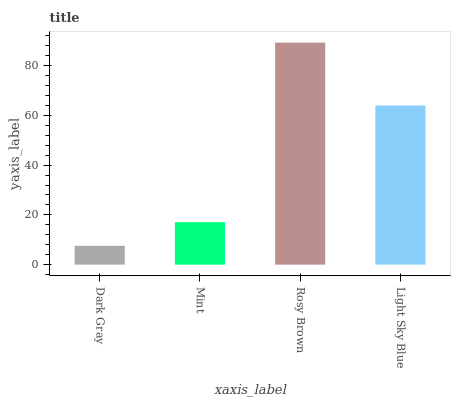 title
yaxis_label
80
60
40
20
0
Dark Gray
Mint
Rosy Brown
Light Sky Blue
xaxis_label